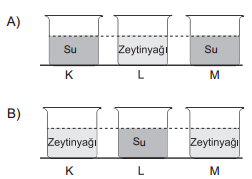 A)
Su Zeytinyağı Su
K L M
B)
Zeytinyağı Su Zeytinyağı
K L M